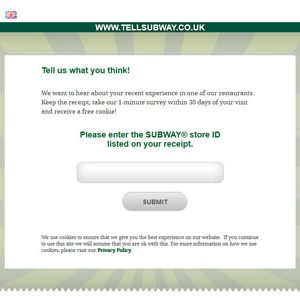 WWW.TELLSUBWAY.CO.UK
Tell us what you think!
We want to hear about your recent experience in one of our restaurants.
Keep the receipt, take our 1-minute survey within 30 days of your visit
and receive a free cookie!
Please enter the SUBWAY® store ID
listed on your receipt.
SUBMIT
We use cookies to ensure that we give you the best experience on our website. If you continue
to use this site we will assume that you are ok with this. For more information on how we use
cookies, please visit our Privacy Policy.